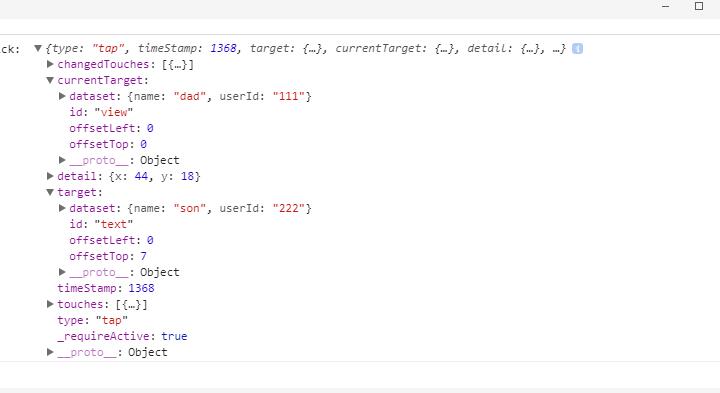 ck: ▼{type: "tap", timeStamp: 1368, target: {…}, currentTarget: {…}, detail: {…}, …} i
▶changedTouches: [{…}]
▼currentTarget:
▶dataset: {name: "dad", userId: "111"}
id: "view"
offsetLeft: 0
offsetTop: 0
▶__proto__: Object
▶detail: {x: 44, y: 18}
▼target:
▶dataset: {name: "son", userId: "222"}
id: "text"
offsetLeft: 0
offsetTop: 7
▶__proto__: Object
timeStamp: 1368
▶touches: [{…}]
type: "tap"
_requireActive: true
▶__proto__: Object